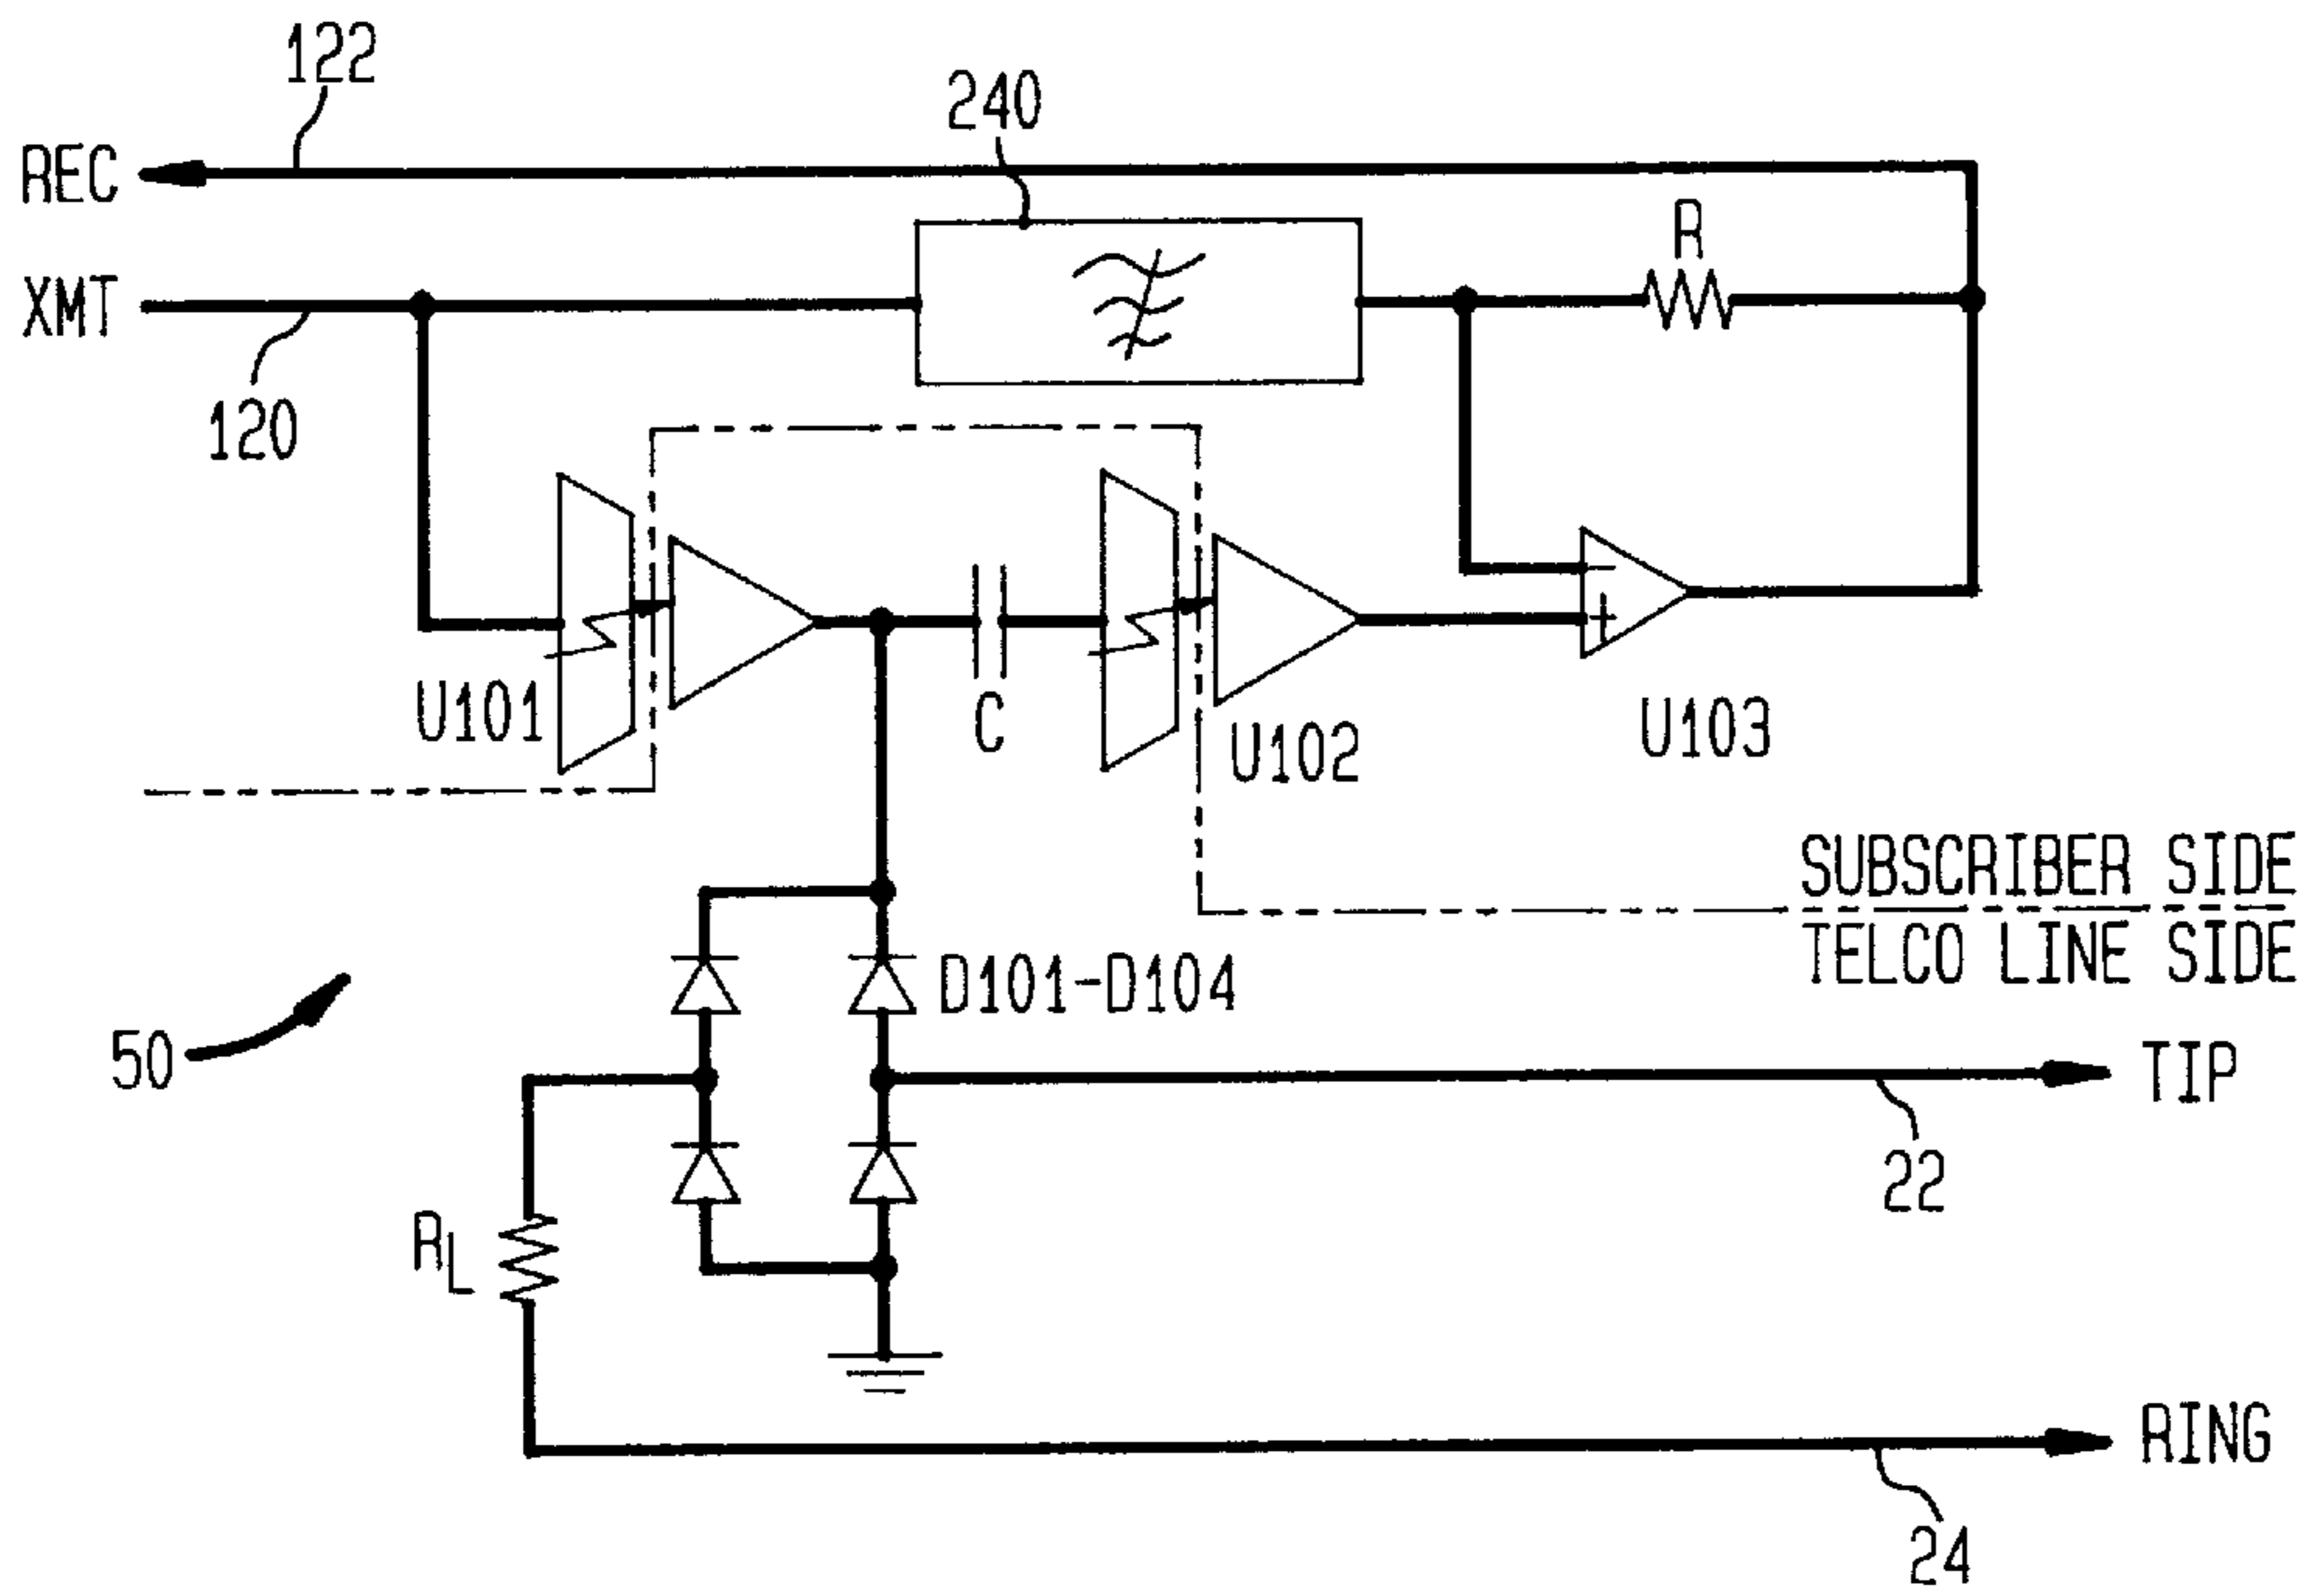 122
240
REC
R
XMT
120
U101
C
U102
U103
SUBSCRIBER SIDE
TELCO LINE SIDE
D101-D104
50
TIP
22
RL
RING
24